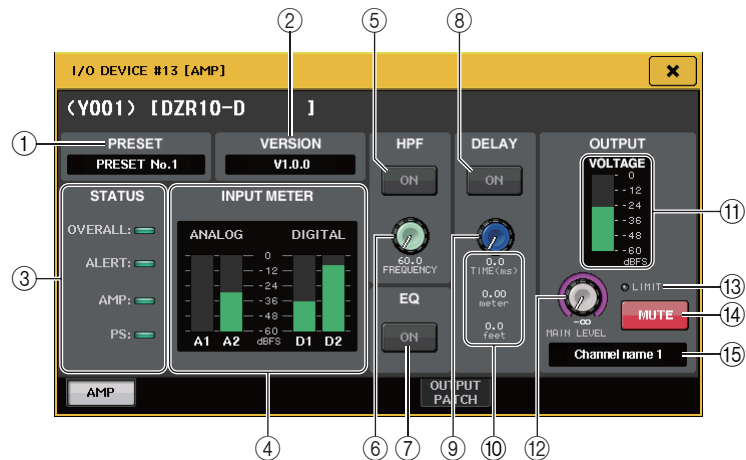 ② ⑤ ⑧
I/O DEVICE #13 [AMP]
(Y001) [DZR10-D ]
① PRESET VERSION HPF DELAY OUTPUT
PRESET No.1 V1.0.0 ON ON VOLTAGE
0
-12
-24
-36
-48
-60
dBFS
⑪
STATUS INPUT METER
③ OVERALL:
ALERT:
AMP:
PS:
ANALOG DIGITAL
0
-12
-24
-36
-48
-60
A1 A2 dBFS D1 D2
60.0
FREQUENCY
0.0
TIME(ms)
0.00
meter
0.0
feet
EQ
ON
LIMIT ⑬
-∞
MAIN LEVEL
MUTE ⑭
Channel name 1 ⑮
AMP OUTPUT
PATCH
④ ⑥ ⑦ ⑨ ⑩ ⑫